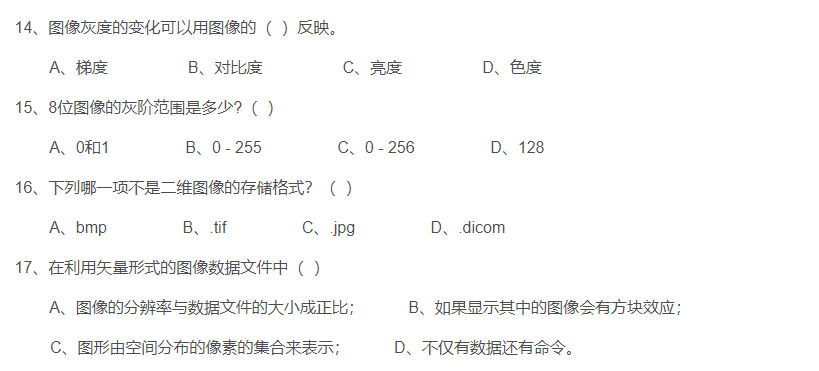 14、图像灰度的变化可以用图像的（ ）反映。
A、梯度 B、对比度 C、亮度 D、色度
15、8位图像的灰阶范围是多少?（ ）
A、0和1 B、0 - 255 C、0 - 256 D、128
16、下列哪一项不是二维图像的存储格式？（ ）
A、bmp B、.tif C、.jpg D、.dicom
17、在利用矢量形式的图像数据文件中（ ）
A、图像的分辨率与数据文件的大小成正比； B、如果显示其中的图像会有方块效应；
C、图形由空间分布的像素的集合来表示； D、不仅有数据还有命令。